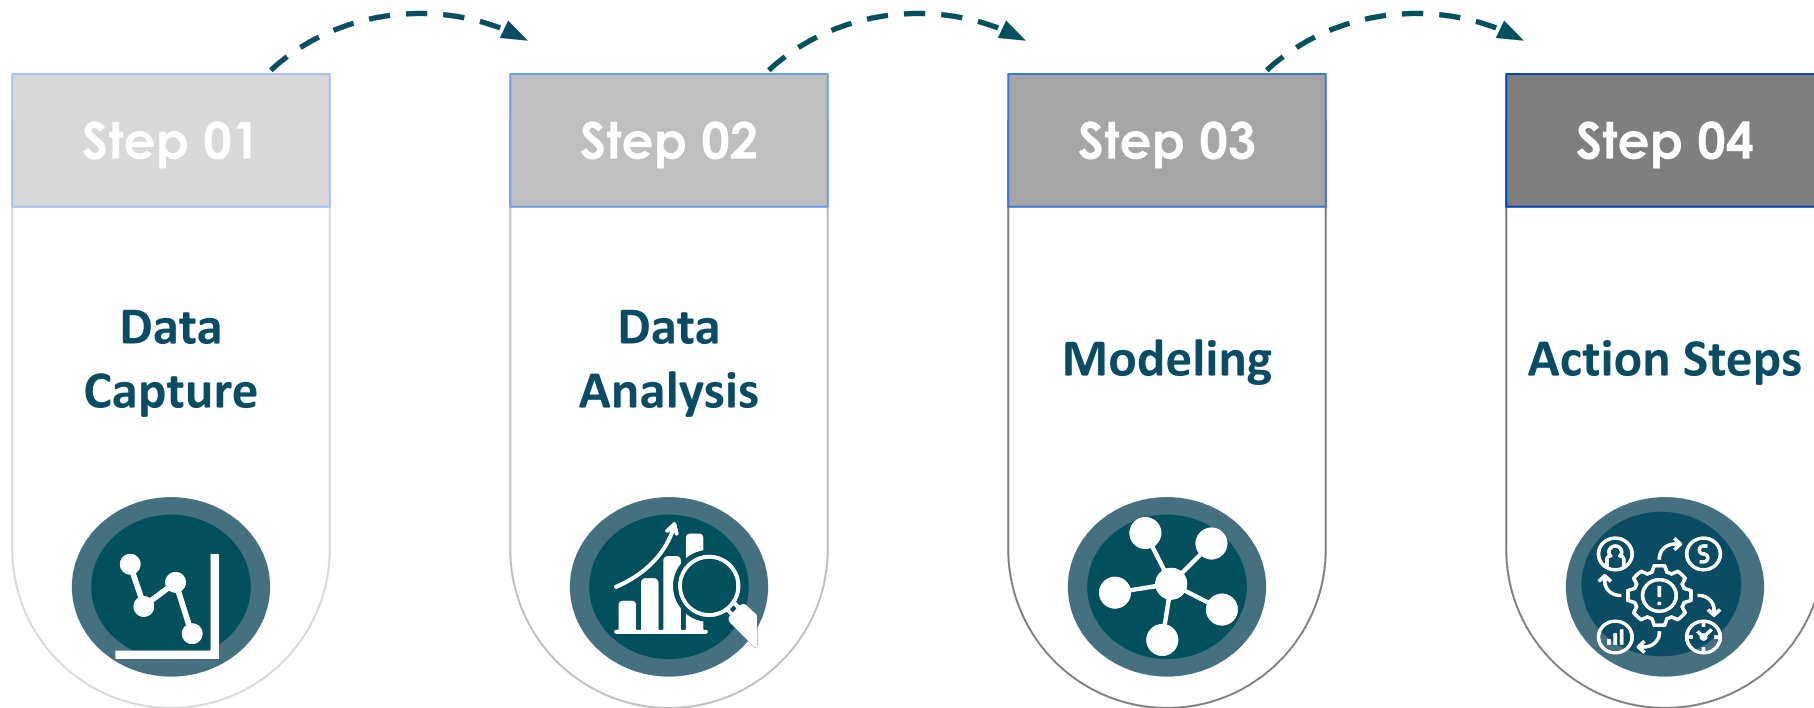 Step 01
Step 02
Step 03
Step 04
Data
Capture
Data
Analysis
Modeling
Action Steps